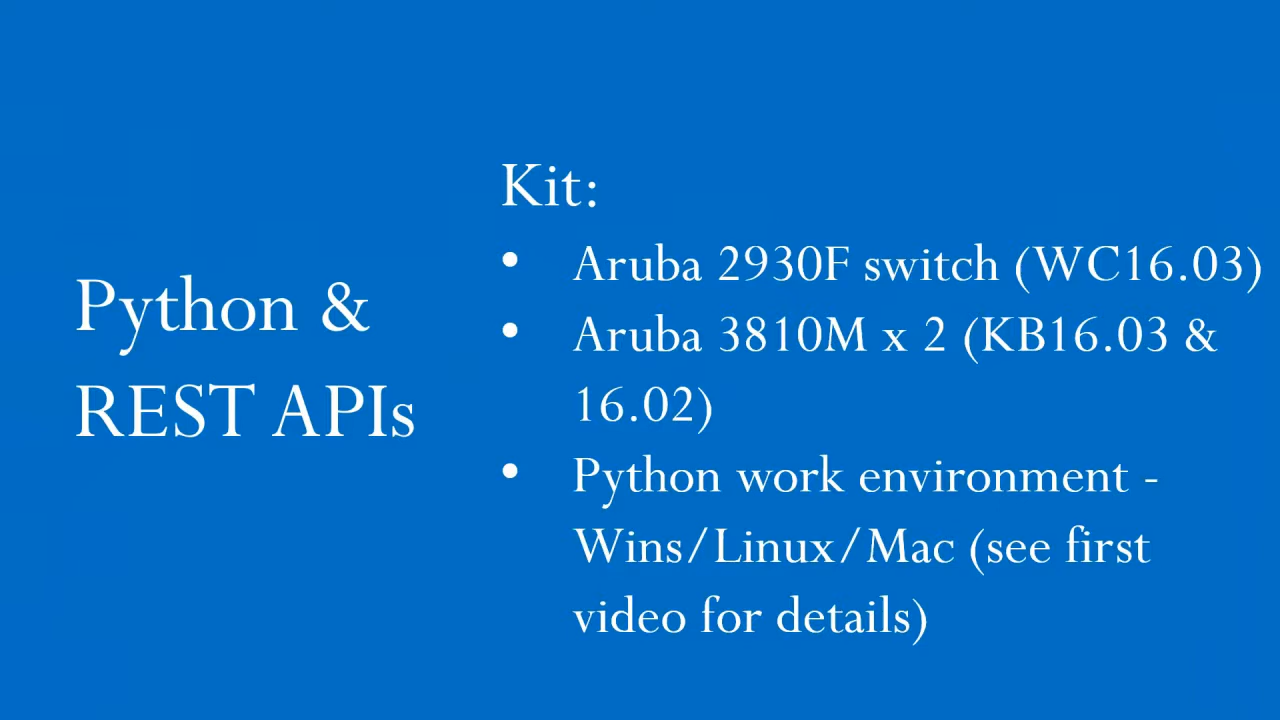 Python &
REST APIs
Kit:
• Aruba 2930F switch (WC16.03)
• Aruba 3810M x 2 (KB16.03 &
16.02)
• Python work environment -
Wins/Linux/Mac (see first
video for details)